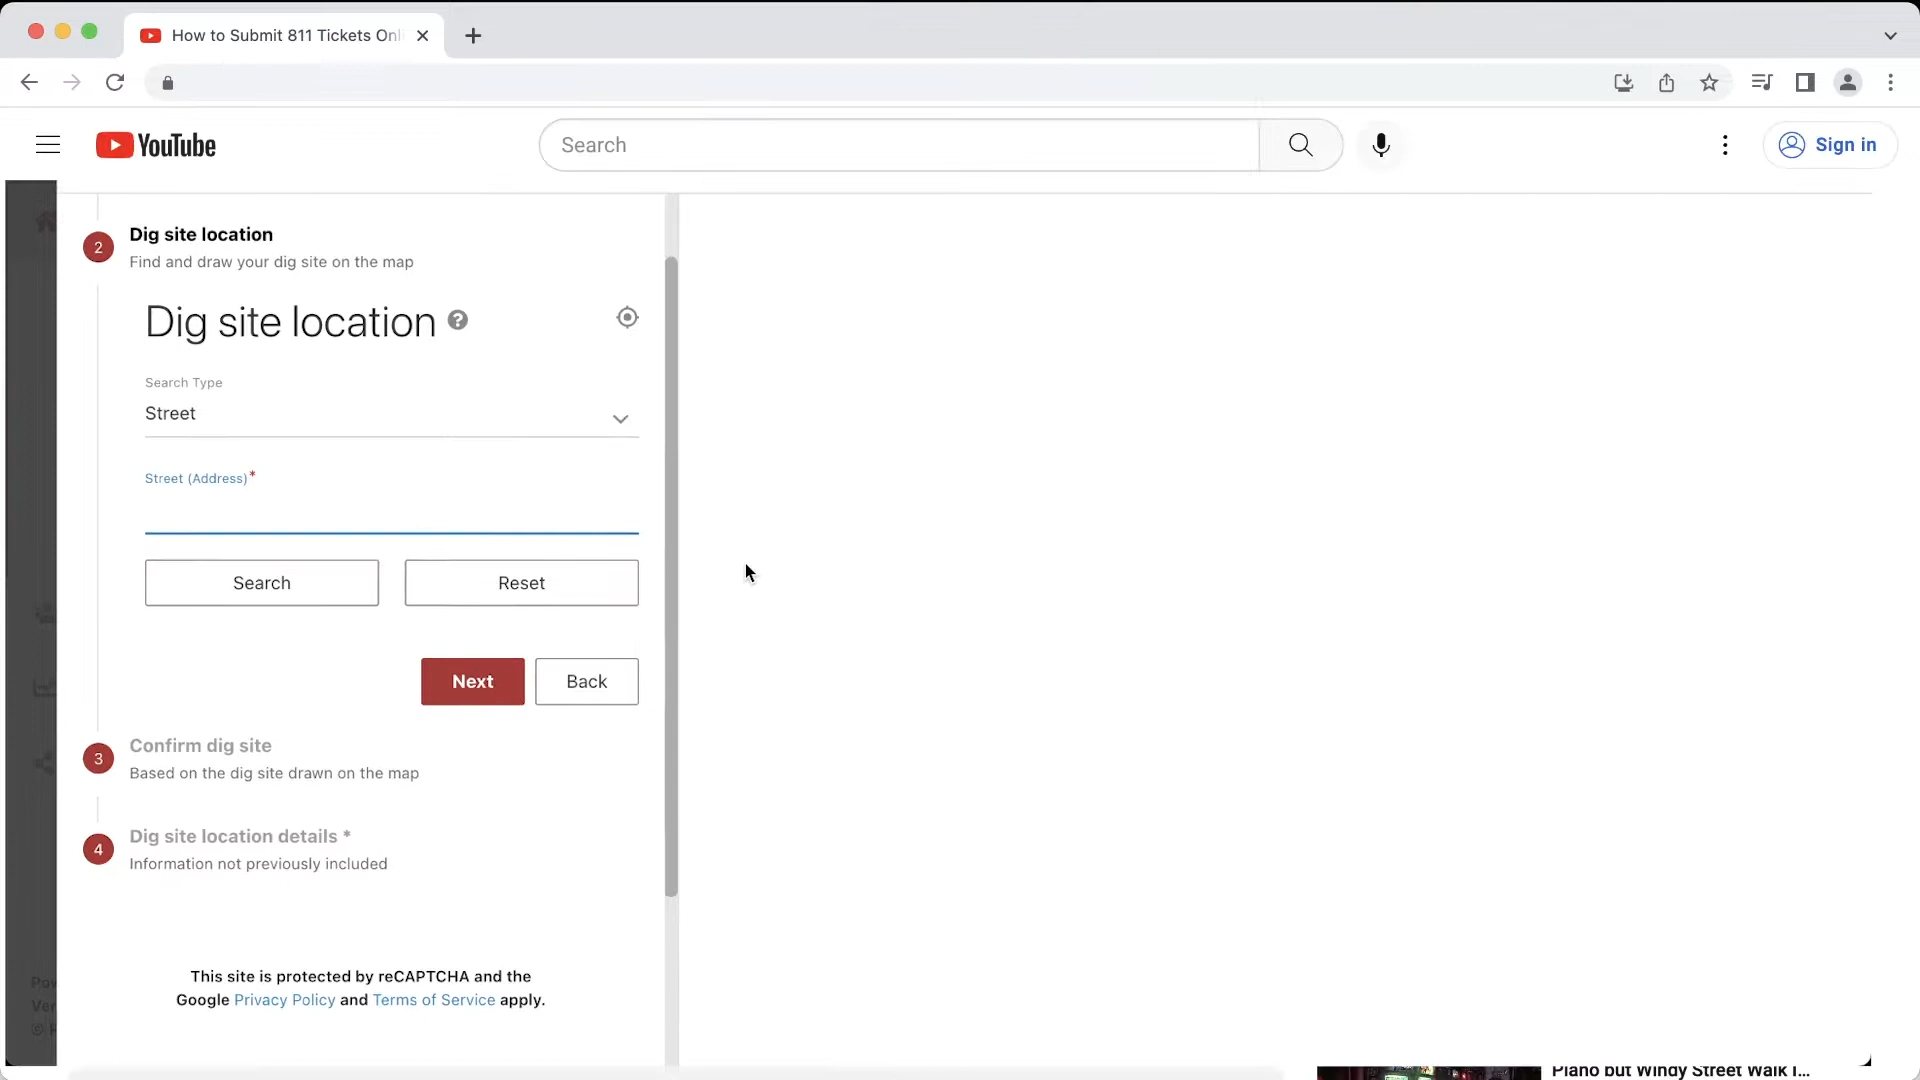 How to Submit 811 Tickets Onl
YouTube
Search
Sign in
2
Dig site location
Find and draw your dig site on the map
Dig site location ?
Search Type
Street
Street (Address)*
Search
Reset
Next
Back
3
Confirm dig site
Based on the dig site drawn on the map
4
Dig site location details *
Information not previously included
This site is protected by reCAPTCHA and the
Google Privacy Policy and Terms of Service apply.
Pow
Ver
©
Piano but Windy Street Walk I...